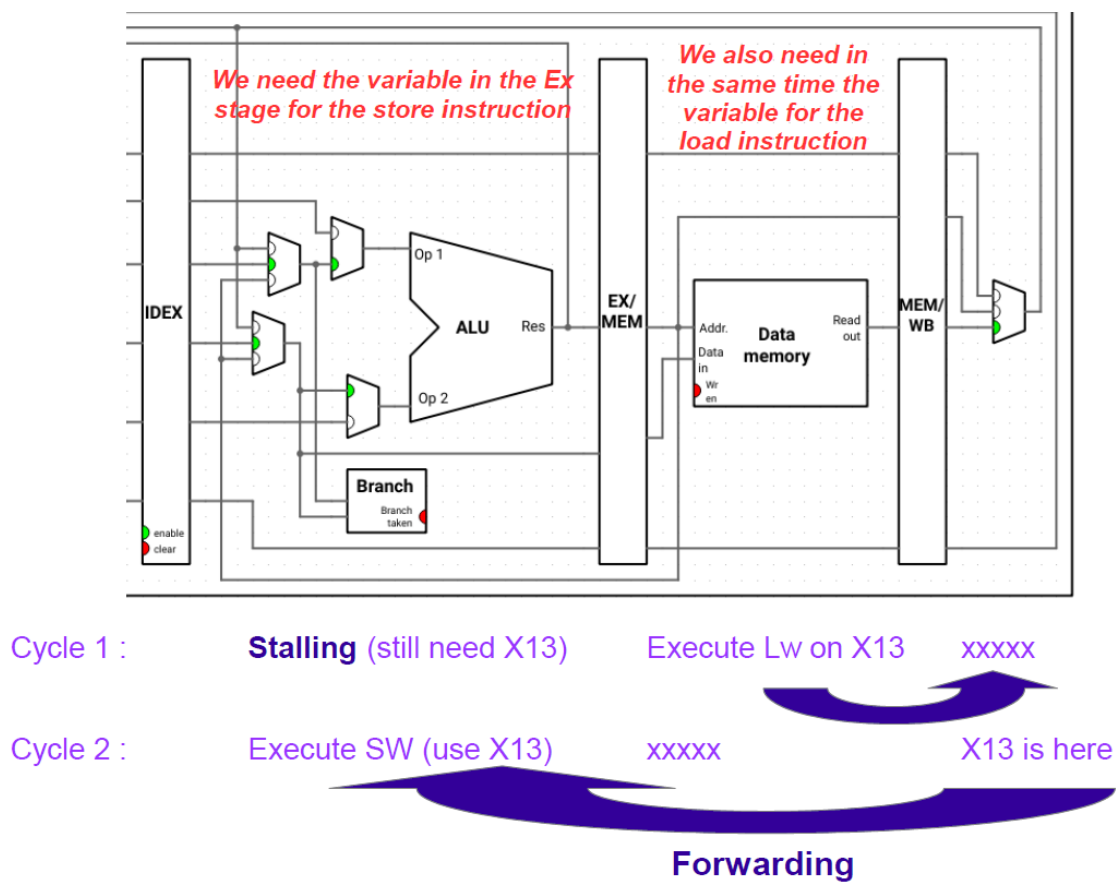 We need the variable in the Ex
stage for the store instruction
We also need in
the same time the
variable for the
load instruction
IDEX
enable
clear
Op 1
ALU
Res
Op 2
Branch
Branch
taken
EX/
MEM
Addr.
Data
in
Wr
en
Data
memory
Read
out
MEM/
WB
Cycle 1 : Stalling (still need X13) Execute Lw on X13 xxxxx
Cycle 2 : Execute SW (use X13) xxxxx X13 is here
Forwarding